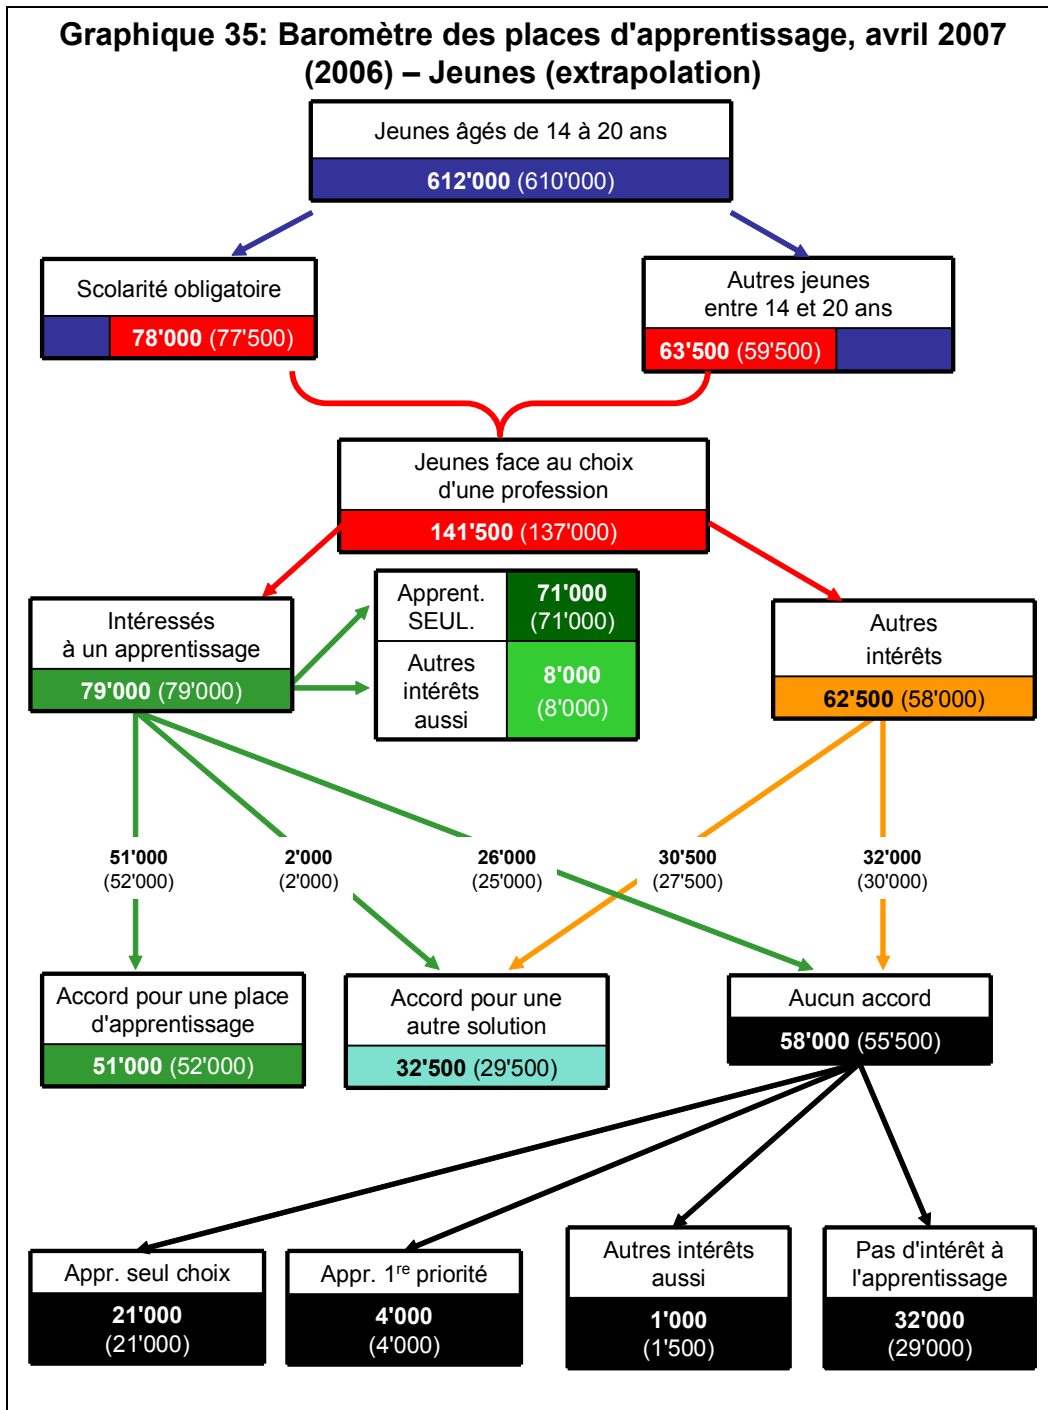 Graphique 35: Baromètre des places d'apprentissage, avril 2007
(2006) – Jeunes (extrapolation)
Jeunes âgés de 14 à 20 ans
612'000 (610'000)
Scolarité obligatoire
78'000 (77'500)
Autres jeunes
entre 14 et 20 ans
63'500 (59'500)
Jeunes face au choix
d'une profession
141'500 (137'000)
Intéressés
à un apprentissage
79'000 (79'000)
Apprent.
SEUL.
71'000
(71'000)
Autres
intérêts
aussi
8'000
(8'000)
Autres
intérêts
62'500 (58'000)
51'000
(52'000)
2'000
(2'000)
26'000
(25'000)
30'500
(27'500)
32'000
(30'000)
Accord pour une place
d'apprentissage
51'000 (52'000)
Accord pour une
autre solution
32'500 (29'500)
Aucun accord
58'000 (55'500)
Appr. seul choix
21'000
(21'000)
Appr. 1re priorité
4'000
(4'000)
Autres intérêts
aussi
1'000
(1'500)
Pas d'intérêt à
l'apprentissage
32'000
(29'000)